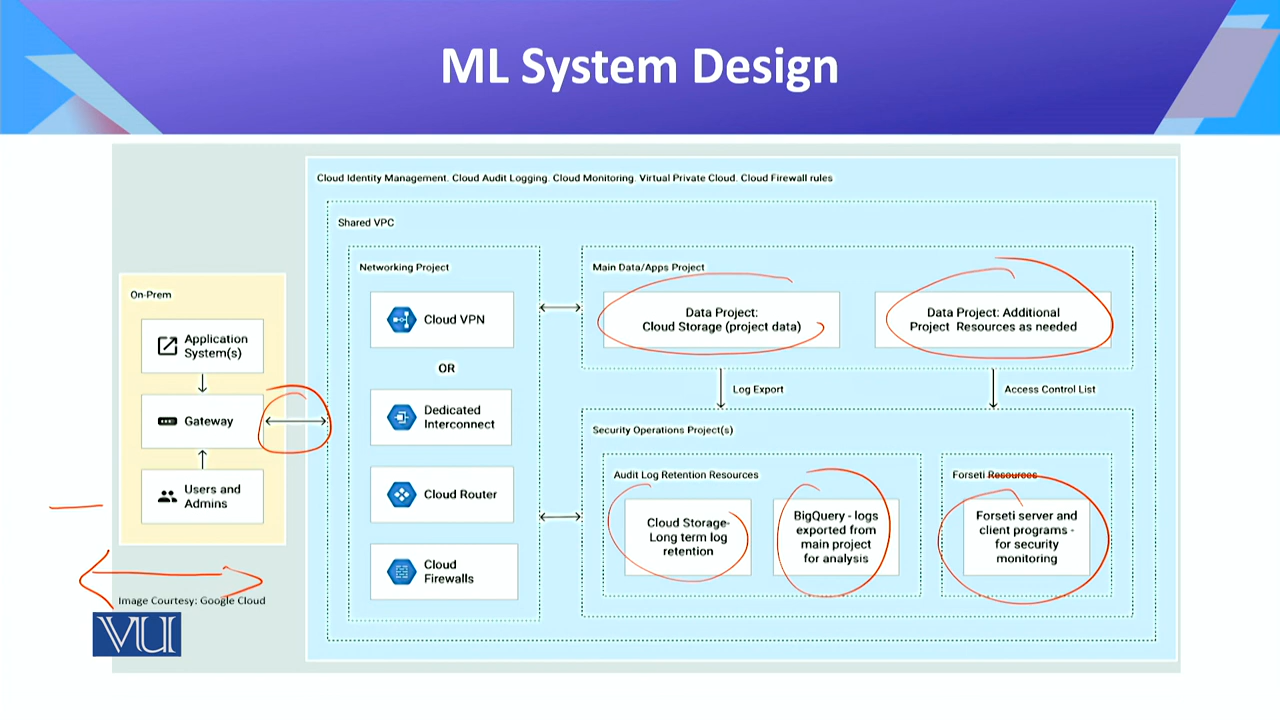 ML System Design
Cloud Identity Management. Cloud Audit Logging. Cloud Monitoring. Virtual Private Cloud. Cloud Firewall rules
Shared VPC
On-Prem
Application
System(s)
Gateway
Users and
Admins
Networking Project
Cloud VPN
OR
Dedicated
Interconnect
Cloud Router
Cloud
Firewalls
Main Data/Apps Project
Data Project:
Cloud Storage (project data)
Data Project: Additional
Project Resources as needed
Log Export
Access Control List
Security Operations Project(s)
Audit Log Retention Resources
Cloud Storage-
Long term log
retention
BigQuery - logs
exported from
main project
for analysis
Forseti Resources
Forseti server and
client programs -
for security
monitoring
Image Courtesy: Google Cloud
VU